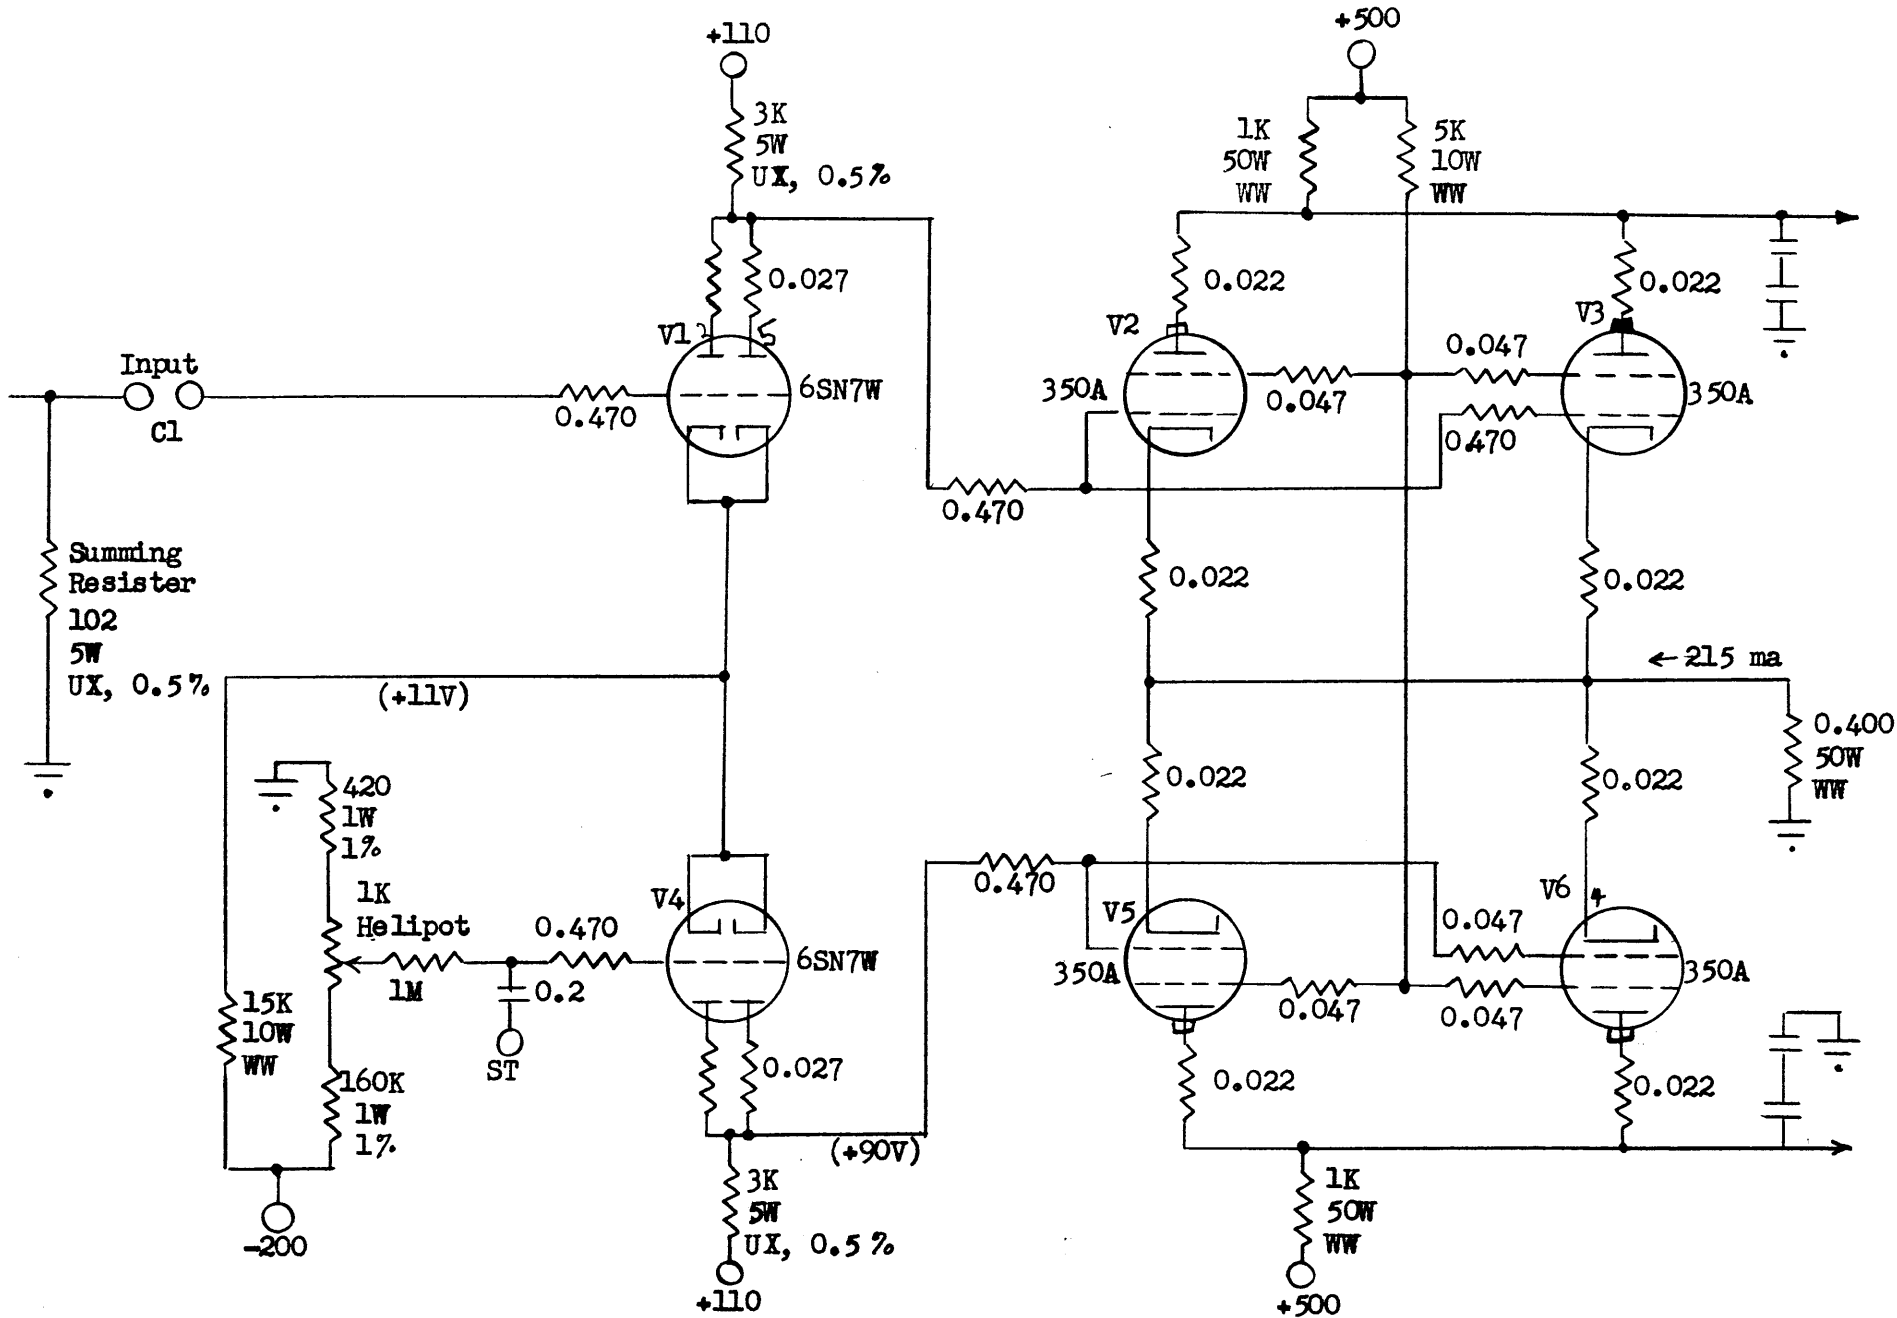 +110
+500
3K
5W
UX, 0.5%
1K
50W
WW
5K
10W
WW
0.027
0.022
0.022
V1
2
5
V2
V3
Input
C1
0.470
6SN7W
350A
0.047
0.047
0.470
350A
0.470
Summing
Resister
102
5W
UX, 0.5%
0.022
0.022
(+11V)
←215 ma
0.400
50W
WW
420
1W
1%
0.022
0.022
1K
Helipot
1M
0.470
0.2
ST
V4
6SN7W
0.470
V5
350A
V6
4
0.047
0.047
0.047
350A
15K
10W
WW
160K
1W
1%
0.027
0.022
0.022
(+90V)
3K
5W
UX, 0.5%
1K
50W
WW
-200
+110
+500